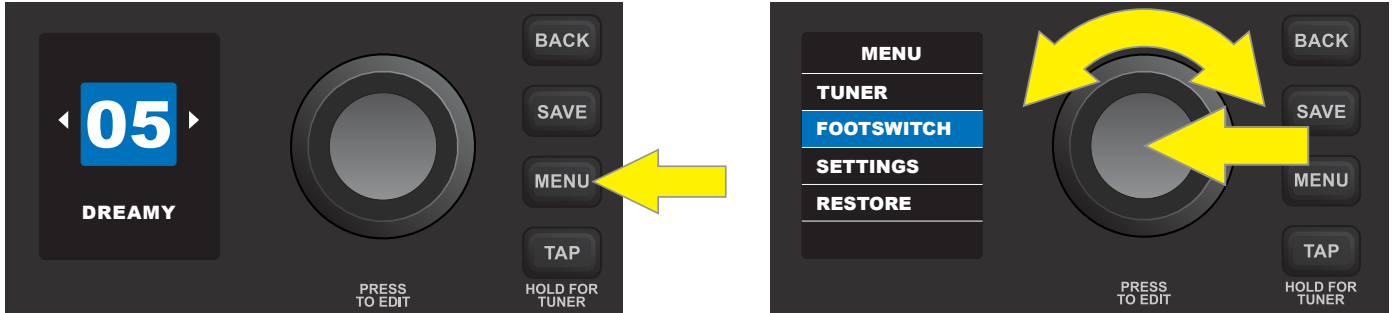 05
DREAMY
BACK
SAVE
MENU
TAP
PRESS
TO EDIT
HOLD FOR
TUNER
MENU
TUNER
FOOTSWITCH
SETTINGS
RESTORE
BACK
SAVE
MENU
TAP
PRESS
TO EDIT
HOLD FOR
TUNER